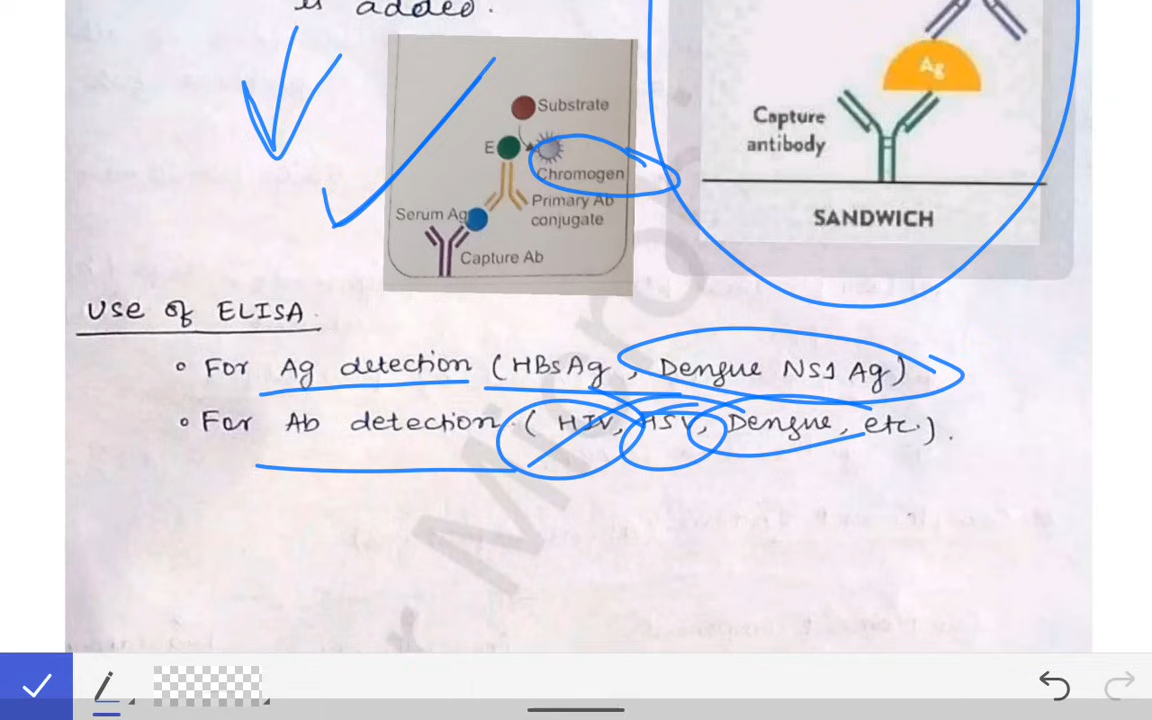 is added.
Substrate
E
Chromogen
Primary Ab
conjugate
Serum Ag
Capture Ab
Ag
Capture
antibody
SANDWICH
Use of ELISA
• For Ag detection (HBsAg, Dengue NS1 Ag)
• For Ab detection (HIV, HSV, Dengue, etc.).